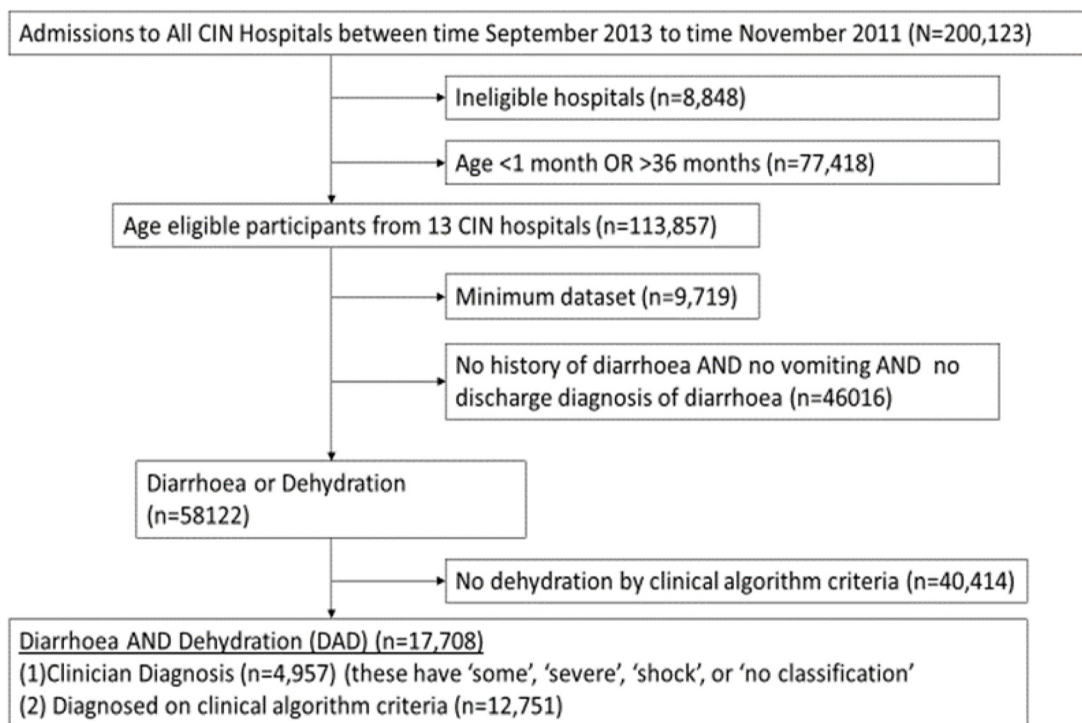 Admissions to All CIN Hospitals between time September 2013 to time November 2011 (N=200,123)
Ineligible hospitals (n=8,848)
Age <1 month OR >36 months (n=77,418)
Age eligible participants from 13 CIN hospitals (n=113,857)
Minimum dataset (n=9,719)
No history of diarrhoea AND no vomiting AND no
discharge diagnosis of diarrhoea (n=46016)
Diarrhoea or Dehydration
(n=58122)
No dehydration by clinical algorithm criteria (n=40,414)
Diarrhoea AND Dehydration (DAD) (n=17,708)
(1)Clinician Diagnosis (n=4,957) (these have ‘some’, ‘severe’, ‘shock’, or ‘no classification’
(2) Diagnosed on clinical algorithm criteria (n=12,751)